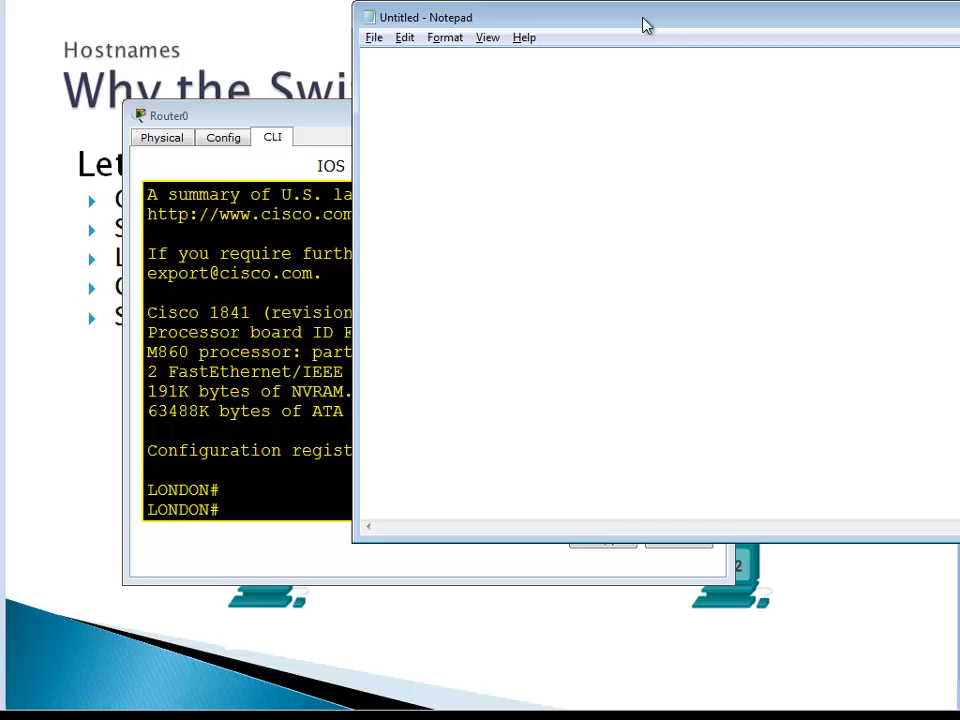 Hostnames
Why the Swi
Untitled - Notepad
File Edit Format View Help
Router0
Physical Config CLI
IOS
Let
A summary of U.S. la
http://www.cisco.com
If you require furth
export@cisco.com.
Cisco 1841 (revision
Processor board ID F
M860 processor: part
2 FastEthernet/IEEE
191K bytes of NVRAM.
63488K bytes of ATA
Configuration regist
LONDON#
LONDON#
2